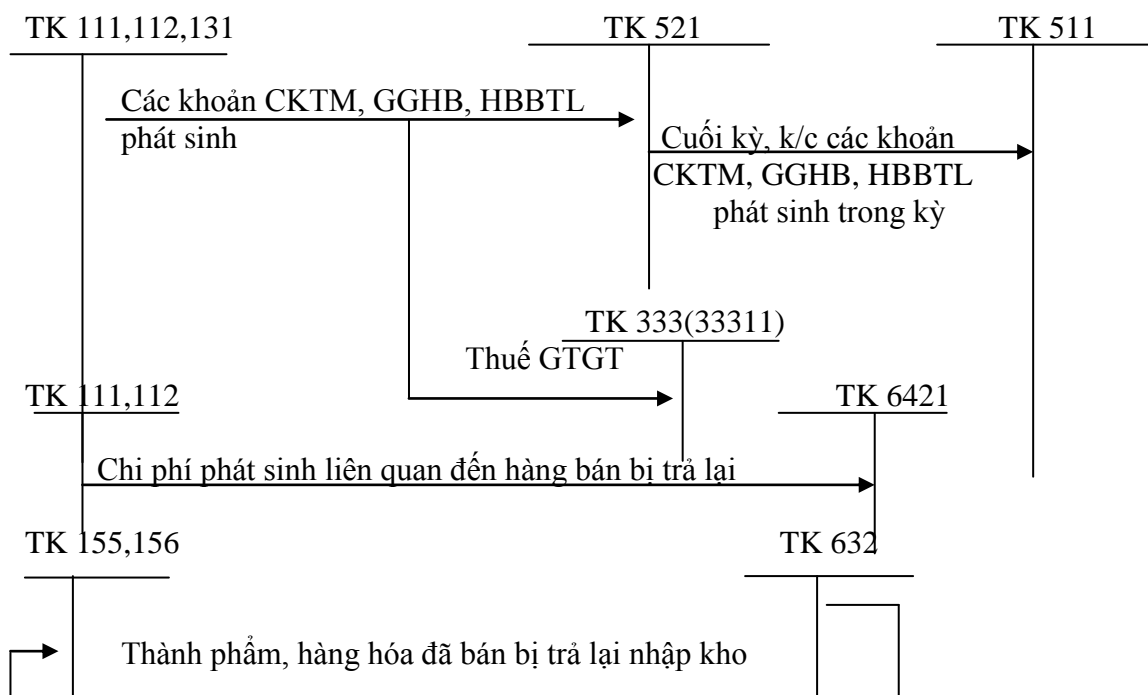 TK 111,112,131
TK 521
TK 511
Các khoản CKTM, GGHB, HBBTL
phát sinh
Cuối kỳ, k/c các khoản
CKTM, GGHB, HBBTL
phát sinh trong kỳ
TK 333(33311)
Thuế GTGT
TK 111,112
TK 6421
Chi phí phát sinh liên quan đến hàng bán bị trả lại
TK 155,156
TK 632
Thành phẩm, hàng hóa đã bán bị trả lại nhập kho